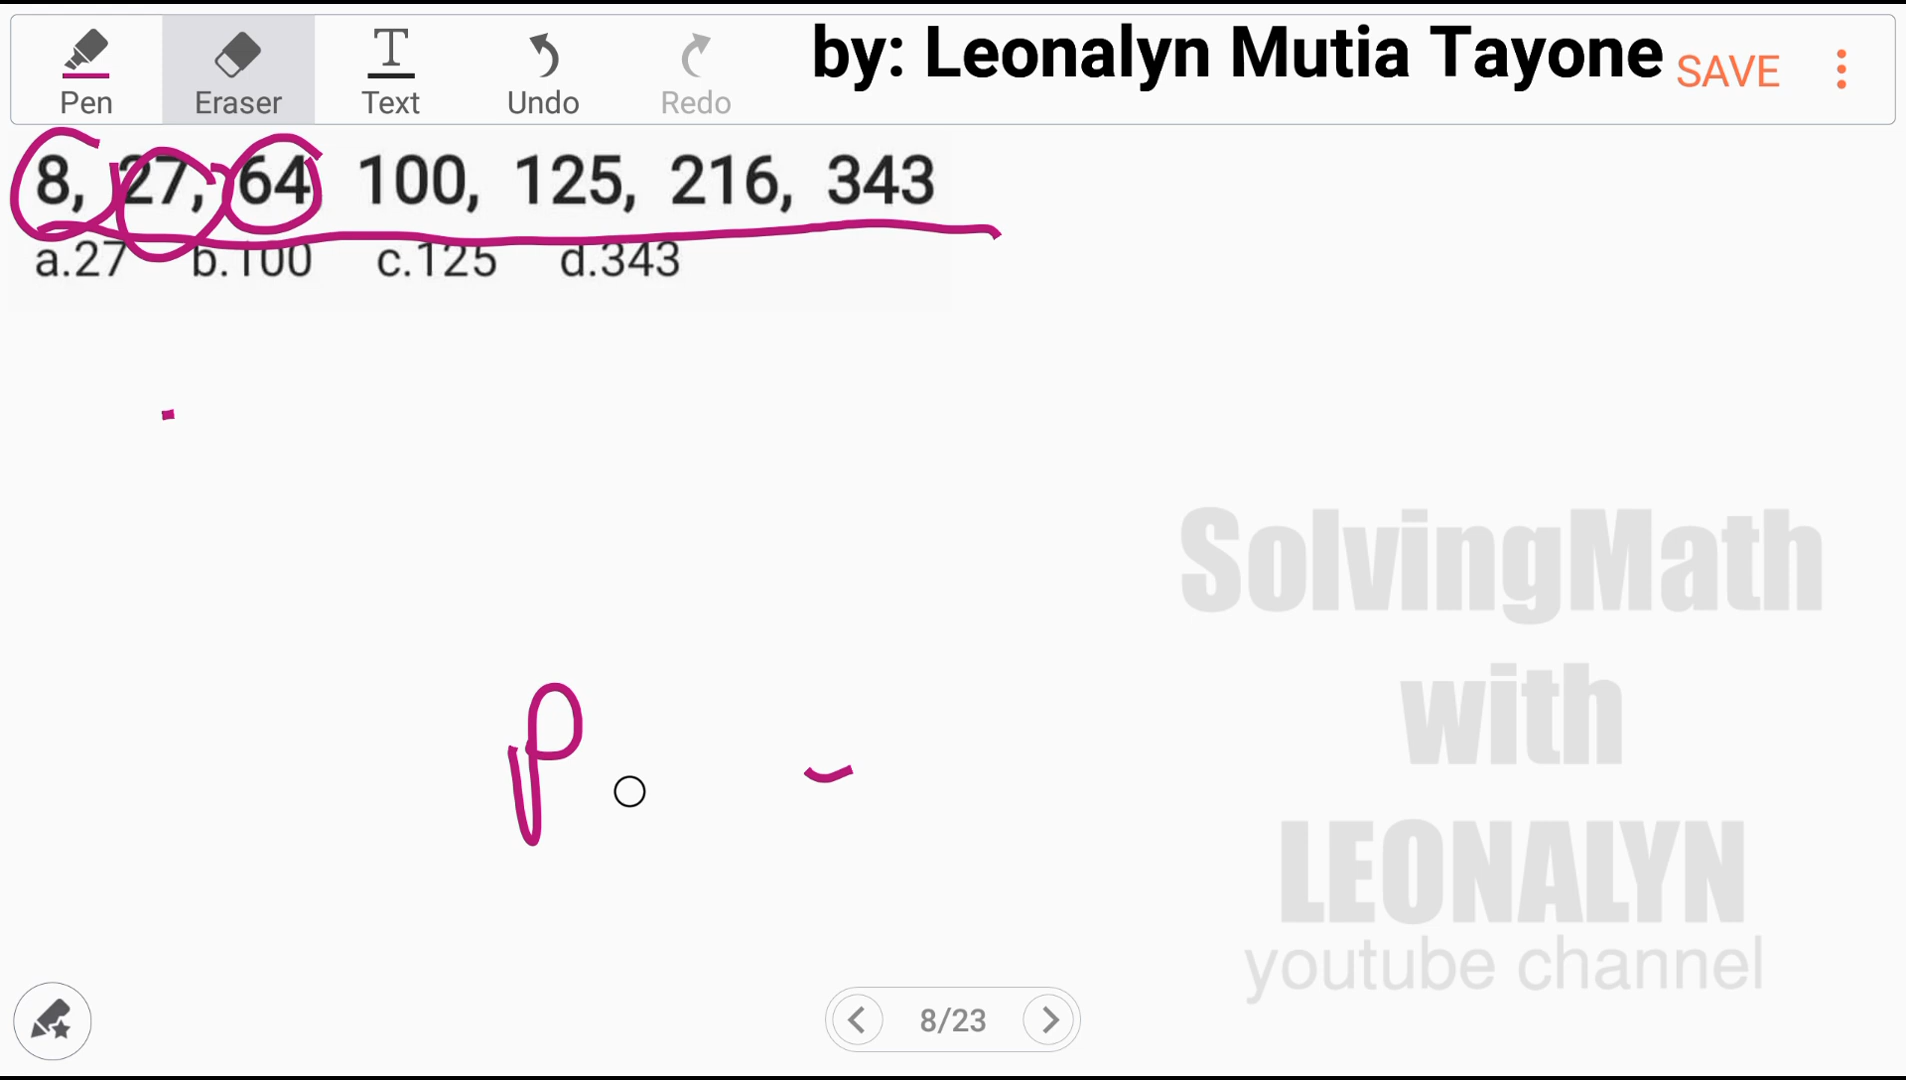 by: Leonalyn Mutia Tayone
Pen Eraser Text Undo Redo SAVE
8, 27, 64 100, 125, 216, 343
a.27 b.100 c.125 d.343
SolvingMath
with
LEONALYN
youtube channel
P
8/23